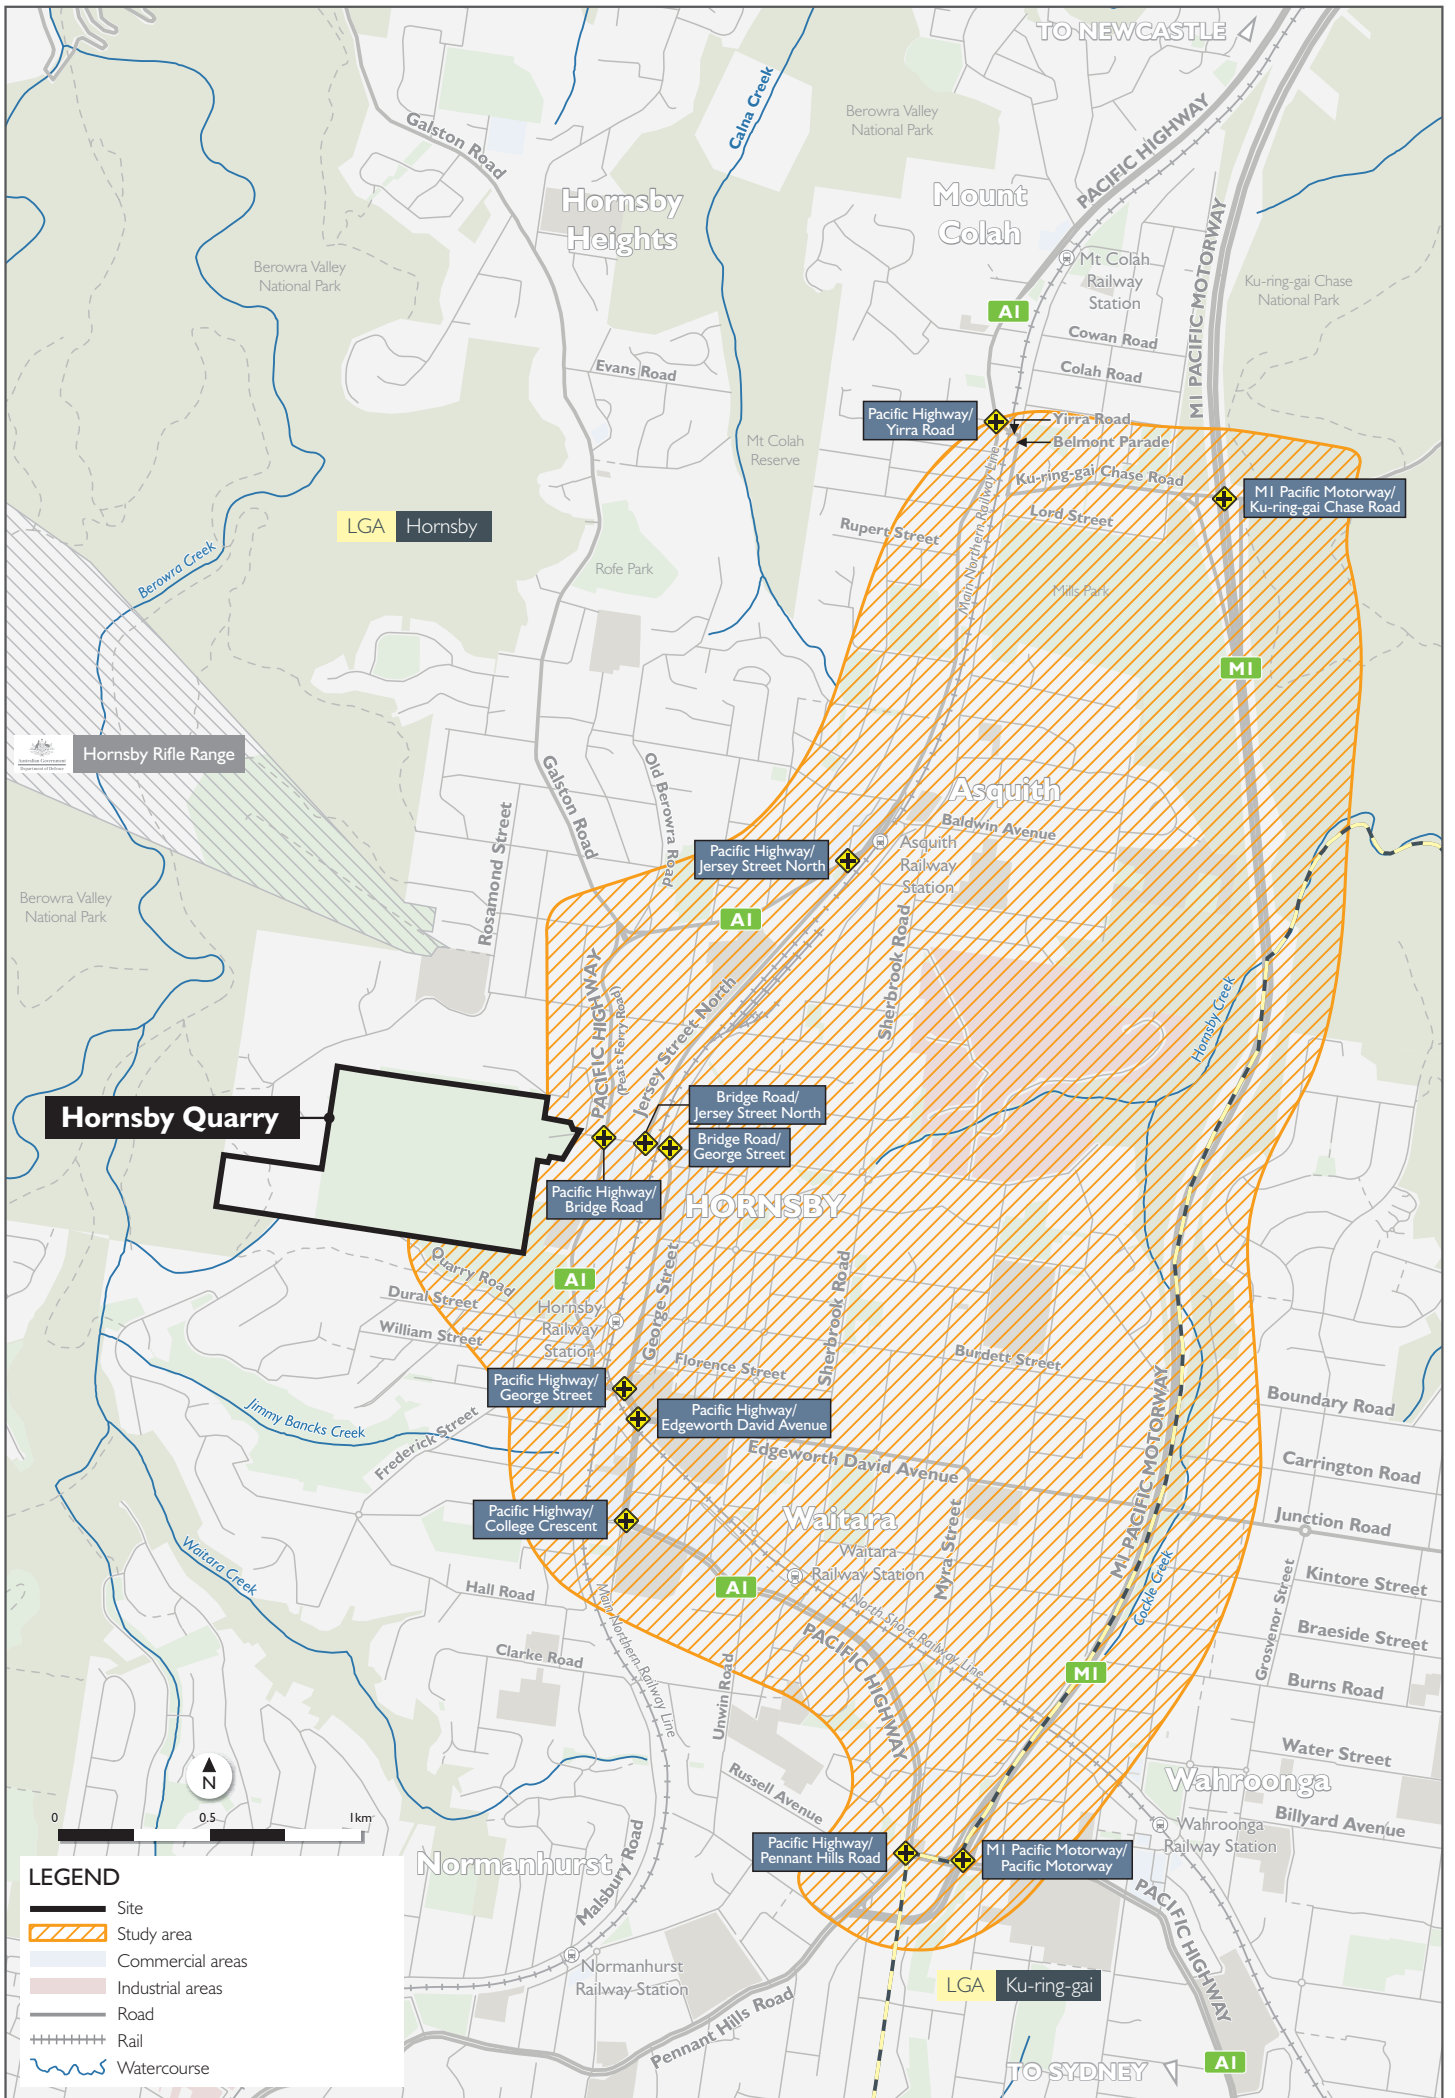 TO NEWCASTLE
Galston Road
Calna Creek
Berowra Valley
National Park
PACIFIC HIGHWAY
Hornsby
Heights
Mount
Colah
M1 PACIFIC MOTORWAY
Berowra Valley
National Park
Mt Colah
Railway
Station
Ku-ring-gai Chase
National Park
A1
Cowan Road
Colah Road
Evans Road
Pacific Highway/
Yirra Road
Yirra Road
Belmont Parade
Mt Colah
Reserve
Ku-ring-gai Chase Road
M1 Pacific Motorway/
Ku-ring-gai Chase Road
Lord Street
LGA
Hornsby
Rupert Street
Main Northern Railway Line
Berowra Creek
Rofe Park
Mills Park
M1
Australian Government
Department of Defence
Hornsby Rifle Range
Galston Road
Old Berowra Road
Asquith
Baldwin Avenue
Rosamond Street
Pacific Highway/
Jersey Street North
Asquith
Railway
Station
Berowra Valley
National Park
A1
Sherbrook Road
PACIFIC HIGHWAY
(Peats Ferry Road)
Jersey Street North
Hornsby Creek
Hornsby Quarry
Bridge Road/
Jersey Street North
Bridge Road/
George Street
Pacific Highway/
Bridge Road
HORNSBY
Quarry Road
A1
Dural Street
George Street
Sherbrook Road
Hornsby
Railway
Station
William Street
Florence Street
Burdett Street
Pacific Highway/
George Street
Boundary Road
Jimmy Bancks Creek
Frederick Street
Pacific Highway/
Edgeworth David Avenue
M1 PACIFIC MOTORWAY
Edgeworth David Avenue
Carrington Road
Pacific Highway/
College Crescent
Waitara
Myra Street
Junction Road
Waitara Creek
Waitara
Railway Station
Cockle Creek
Grosvenor Street
Kintore Street
Hall Road
A1
Main Northern Railway Line
North Shore Railway Line
Braeside Street
PACIFIC HIGHWAY
Clarke Road
M1
Burns Road
Unwin Road
Water Street
N
Russell Avenue
Wahroonga
0
0.5
1km
Billyard Avenue
Wahroonga
Railway Station
Pacific Highway/
Pennant Hills Road
M1 Pacific Motorway/
Pacific Motorway
Normanhurst
Malsbury Road
PACIFIC HIGHWAY
LEGEND
Site
Study area
Commercial areas
Industrial areas
Road
Rail
Watercourse
Normanhurst
Railway Station
LGA
Ku-ring-gai
Pennant Hills Road
TO SYDNEY
A1